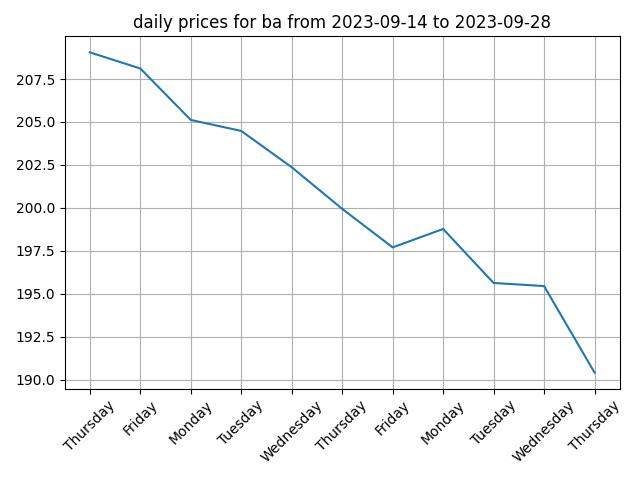 daily prices for ba from 2023-09-14 to 2023-09-28
207.5
205.0
202.5
200.0
197.5
195.0
192.5
190.0
Thursday
Friday
Monday
Tuesday
Wednesday
Thursday
Friday
Monday
Tuesday
Wednesday
Thursday